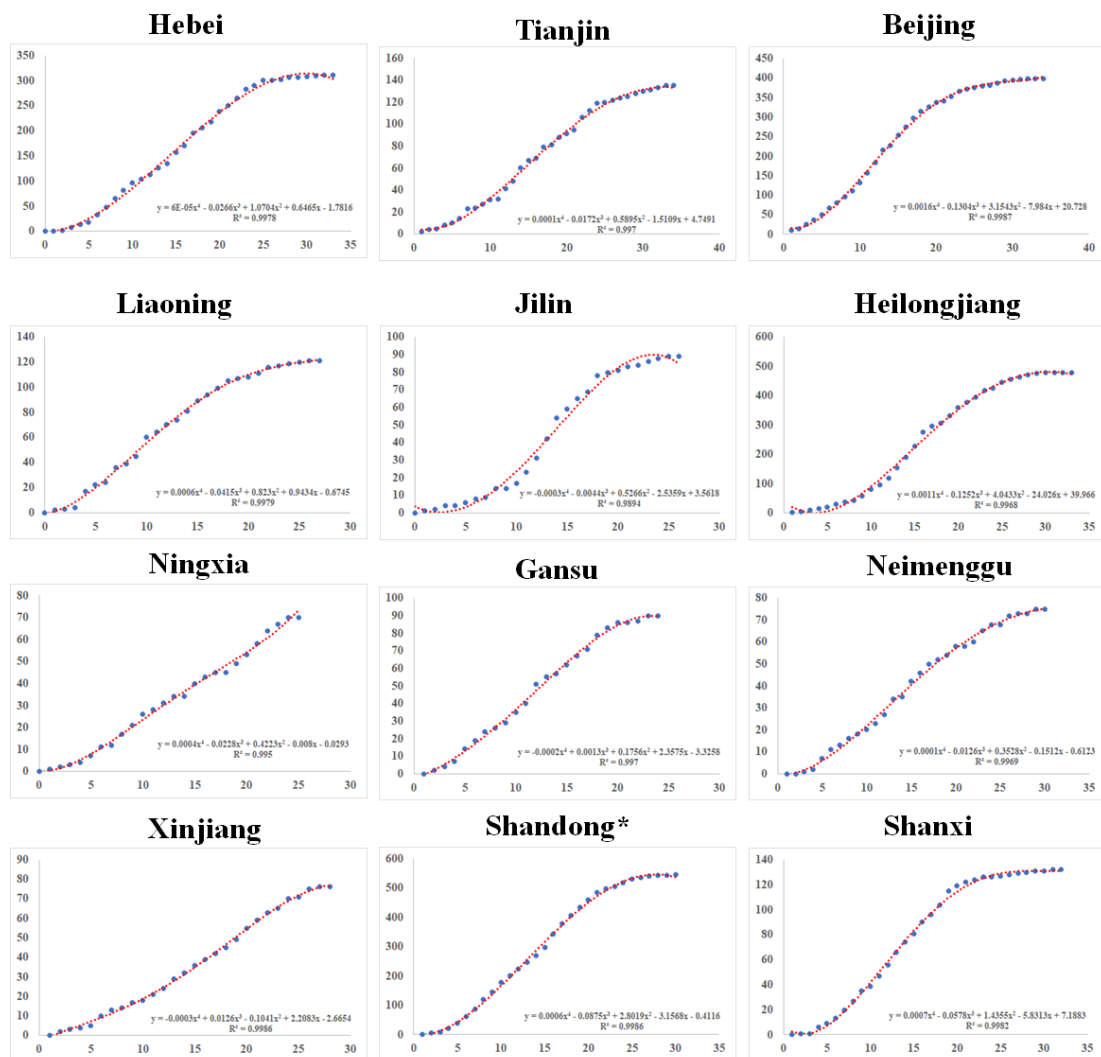 Hebei
350
300
250
200
150
100
50
0
0 5 10 15 20 25 30 35
y = 6E-05x⁴ - 0.0266x³ + 1.0704x² + 0.6465x - 1.7816
R² = 0.9978
Tianjin
160
140
120
100
80
60
40
20
0
0 10 20 30 40
y = 0.0001x⁴ - 0.0172x³ + 0.5895x² - 1.5109x + 4.7491
R² = 0.997
Beijing
450
400
350
300
250
200
150
100
50
0
0 10 20 30 40
y = 0.0016x⁴ - 0.1304x³ + 3.1543x² - 7.984x + 20.728
R² = 0.9987
Liaoning
140
120
100
80
60
40
20
0
0 5 10 15 20 25 30
y = 0.0006x⁴ - 0.0415x³ + 0.823x² + 0.9434x - 0.6745
R² = 0.9979
Jilin
100
90
80
70
60
50
40
30
20
10
0
0 5 10 15 20 25 30
y = -0.0003x⁴ - 0.0044x³ + 0.5266x² - 2.5359x + 3.5618
R² = 0.9894
Heilongjiang
600
500
400
300
200
100
0
0 5 10 15 20 25 30 35
y = 0.0011x⁴ - 0.1252x³ + 4.0433x² - 24.026x + 39.966
R² = 0.9968
Ningxia
80
70
60
50
40
30
20
10
0
0 5 10 15 20 25 30
y = 0.0004x⁴ - 0.0228x³ + 0.4223x² - 0.008x - 0.0293
R² = 0.995
Gansu
100
90
80
70
60
50
40
30
20
10
0
0 5 10 15 20 25 30
y = -0.0002x⁴ + 0.0013x³ + 0.1756x² + 2.3575x - 3.3258
R² = 0.997
Neimenggu
80
70
60
50
40
30
20
10
0
0 5 10 15 20 25 30 35
y = 0.0001x⁴ - 0.0126x³ + 0.3528x² - 0.1512x - 0.6123
R² = 0.9969
Xinjiang
90
80
70
60
50
40
30
20
10
0
0 5 10 15 20 25 30
y = -0.0003x⁴ + 0.0126x³ - 0.1041x² + 2.2083x - 2.6654
R² = 0.9986
Shandong*
600
500
400
300
200
100
0
0 5 10 15 20 25 30 35
y = 0.0006x⁴ - 0.0875x³ + 2.8019x² - 3.1568x - 0.4116
R² = 0.9986
Shanxi
140
120
100
80
60
40
20
0
0 5 10 15 20 25 30 35
y = 0.0007x⁴ - 0.0578x³ + 1.4355x² - 5.8313x + 7.1883
R² = 0.9982